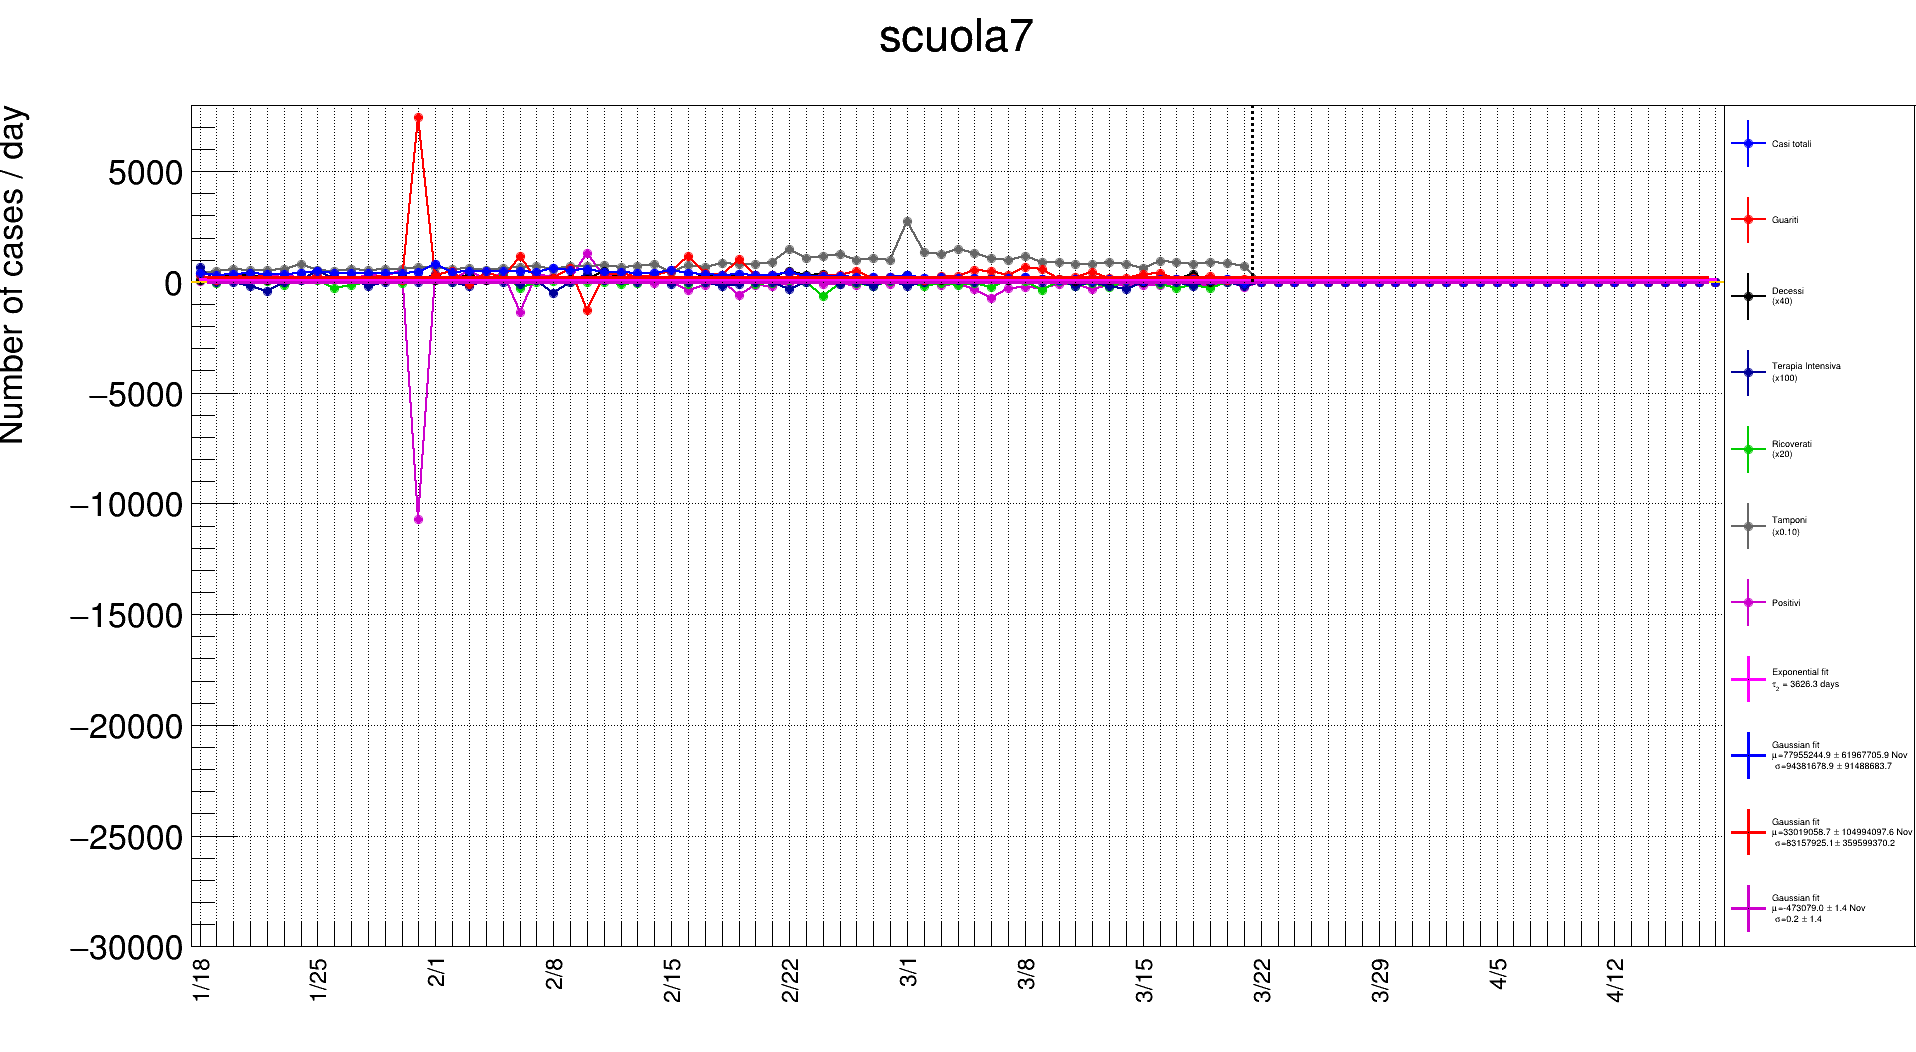 scuola7
Number of cases / day
5000
0
−5000
−10000
−15000
−20000
−25000
−30000
1/18
1/25
2/1
2/8
2/15
2/22
3/1
3/8
3/15
3/22
3/29
4/5
4/12
Casi totali
Guariti
Decessi
(x40)
Terapia Intensiva
(x100)
Ricoverati
(x20)
Tamponi
(x0.10)
Positivi
Exponential fit
τ2 = 3626.3 days
Gaussian fit
μ=77955244.9 ± 61967705.9 Nov
σ=94381678.9 ± 91488683.7
Gaussian fit
μ=33019058.7 ± 104994097.6 Nov
σ=83157925.1 ± 359599370.2
Gaussian fit
μ=-473079.0 ± 1.4 Nov
σ=0.2 ± 1.4